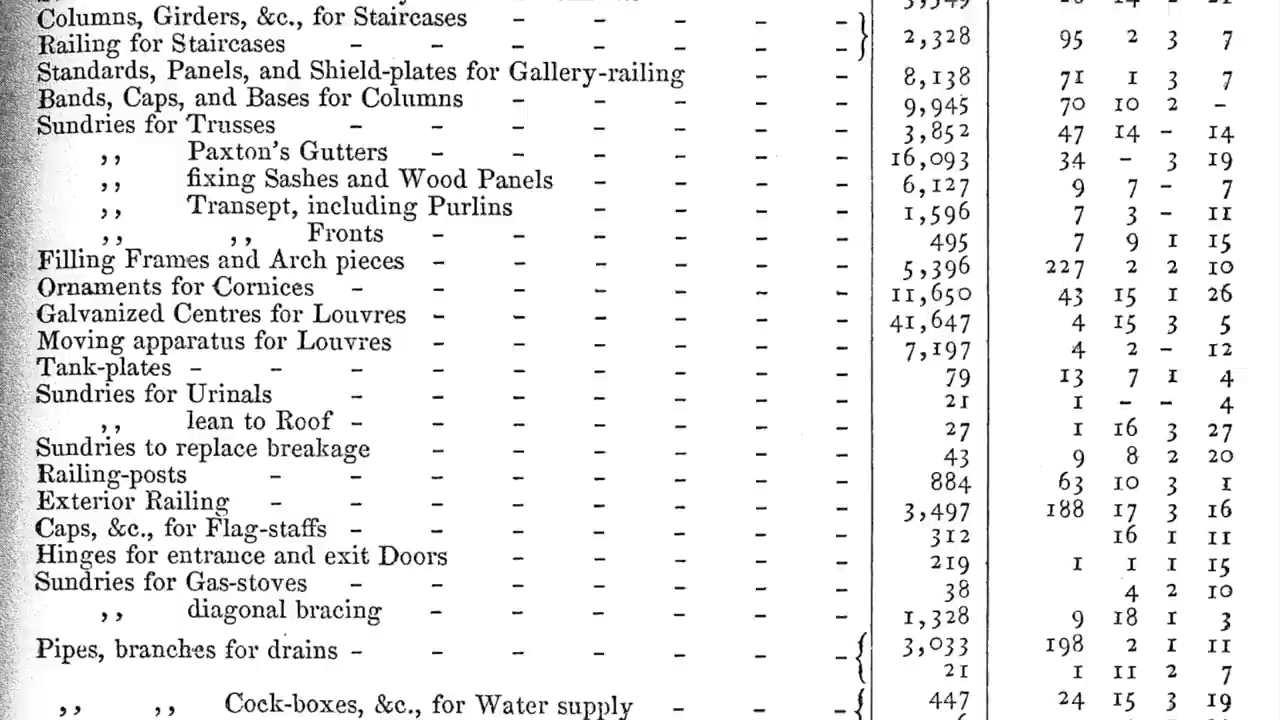 Columns, Girders, &c., for Staircases - - - - - }
Railing for Staircases - - - - - - - } 2,328 95 2 3 7
Standards, Panels, and Shield-plates for Gallery-railing - - 8,138 71 1 3 7
Bands, Caps, and Bases for Columns - - - - - 9,945 70 10 2 -
Sundries for Trusses - - - - - - - 3,852 47 14 - 14
,, Paxton's Gutters - - - - - - 16,093 34 - 3 19
,, fixing Sashes and Wood Panels - - - - 6,127 9 7 - 7
,, Transept, including Purlins - - - - 1,596 7 3 - 11
,, ,, Fronts - - - - - - 495 7 9 1 15
Filling Frames and Arch pieces - - - - - - 5,396 227 2 2 10
Ornaments for Cornices - - - - - - - 11,650 43 15 1 26
Galvanized Centres for Louvres - - - - - - 41,647 4 15 3 5
Moving apparatus for Louvres - - - - - - 7,197 4 2 - 12
Tank-plates - - - - - - - - - 79 13 7 1 4
Sundries for Urinals - - - - - - - 21 1 - - 4
,, lean to Roof - - - - - - - 27 1 16 3 27
Sundries to replace breakage - - - - - - 43 9 8 2 20
Railing-posts - - - - - - - - 884 63 10 3 1
Exterior Railing - - - - - - - - 3,497 188 17 3 16
Caps, &c., for Flag-staffs - - - - - - - 312 16 1 11
Hinges for entrance and exit Doors - - - - - 219 1 1 1 15
Sundries for Gas-stoves - - - - - - - 38 4 2 10
,, diagonal bracing - - - - - - 1,328 9 18 1 3
Pipes, branches for drains - - - - - - - { 3,033 198 2 1 11
21 1 11 2 7
,, ,, Cock-boxes, &c., for Water supply - - - { 447 24 15 3 19